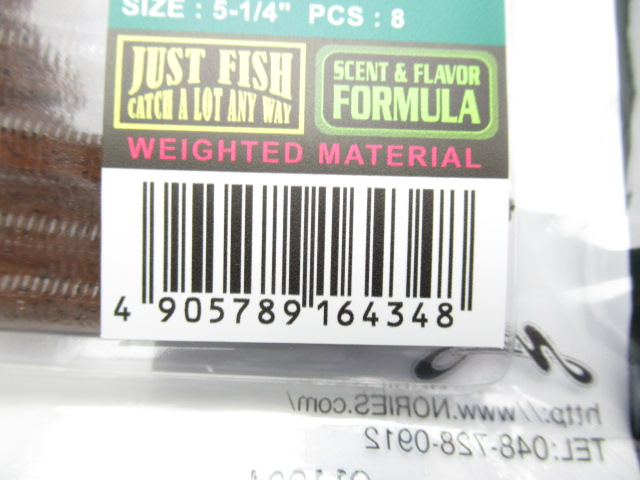 SIZE : 5-1/4" PCS : 8
JUST FISH
CATCH A LOT ANY WAY
SCENT & FLAVOR
FORMULA
WEIGHTED MATERIAL
4 905789 164348
http://www.NORIES.com/
TEL:048-728-0912